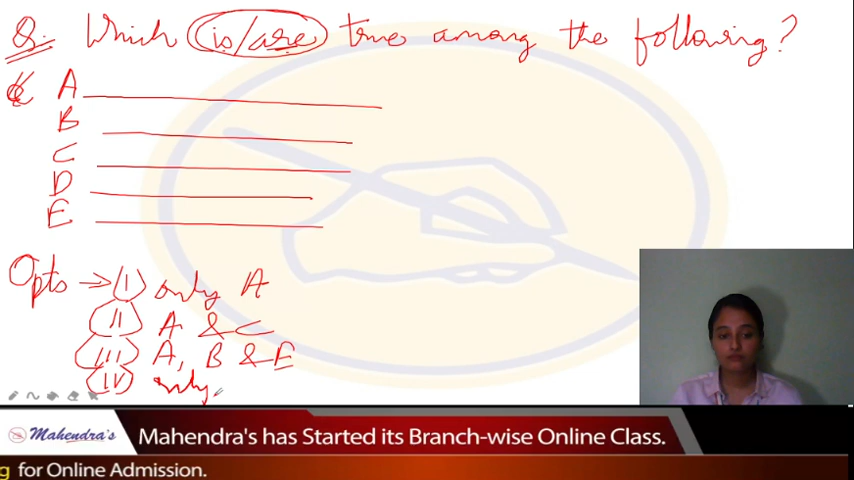 Q. Which is/are true among the following?
A
B
C
D
E
Opts → (I) only A
(II) A & C
(III) A, B & E
(IV) only
Mahendra's
Mahendra's has Started its Branch-wise Online Class.
g for Online Admission.